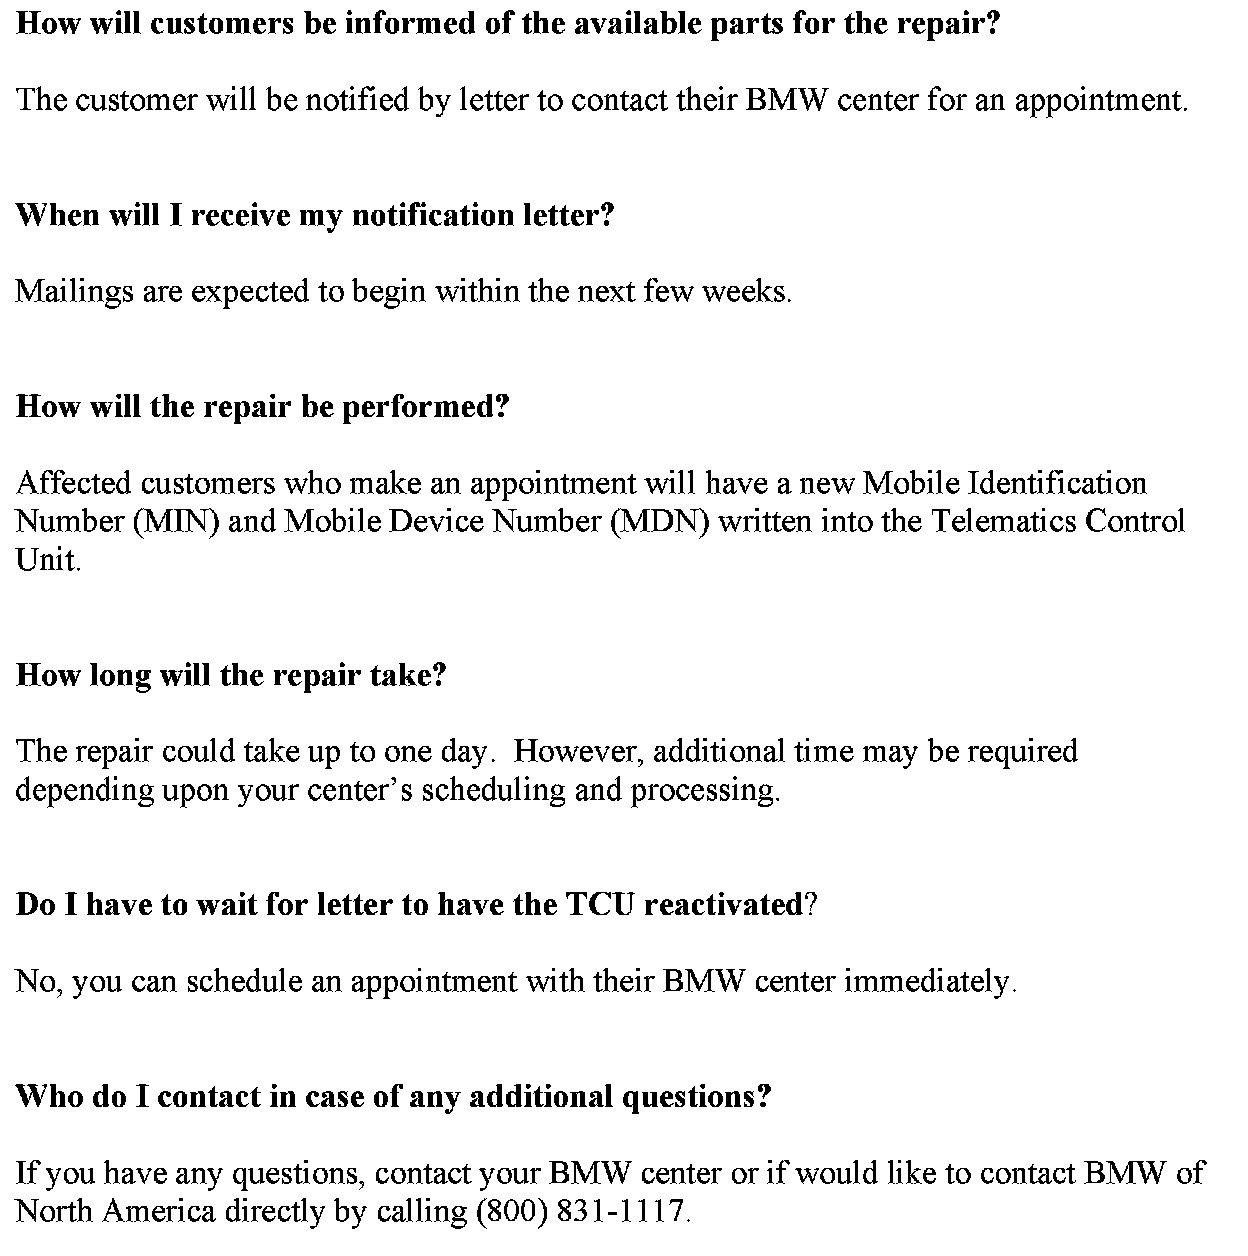 How will customers be informed of the available parts for the repair?
The customer will be notified by letter to contact their BMW center for an appointment.
When will I receive my notification letter?
Mailings are expected to begin within the next few weeks.
How will the repair be performed?
Affected customers who make an appointment will have a new Mobile Identification
Number (MIN) and Mobile Device Number (MDN) written into the Telematics Control
Unit.
How long will the repair take?
The repair could take up to one day.  However, additional time may be required
depending upon your center’s scheduling and processing.
Do I have to wait for letter to have the TCU reactivated?
No, you can schedule an appointment with their BMW center immediately.
Who do I contact in case of any additional questions?
If you have any questions, contact your BMW center or if would like to contact BMW of
North America directly by calling (800) 831-1117.